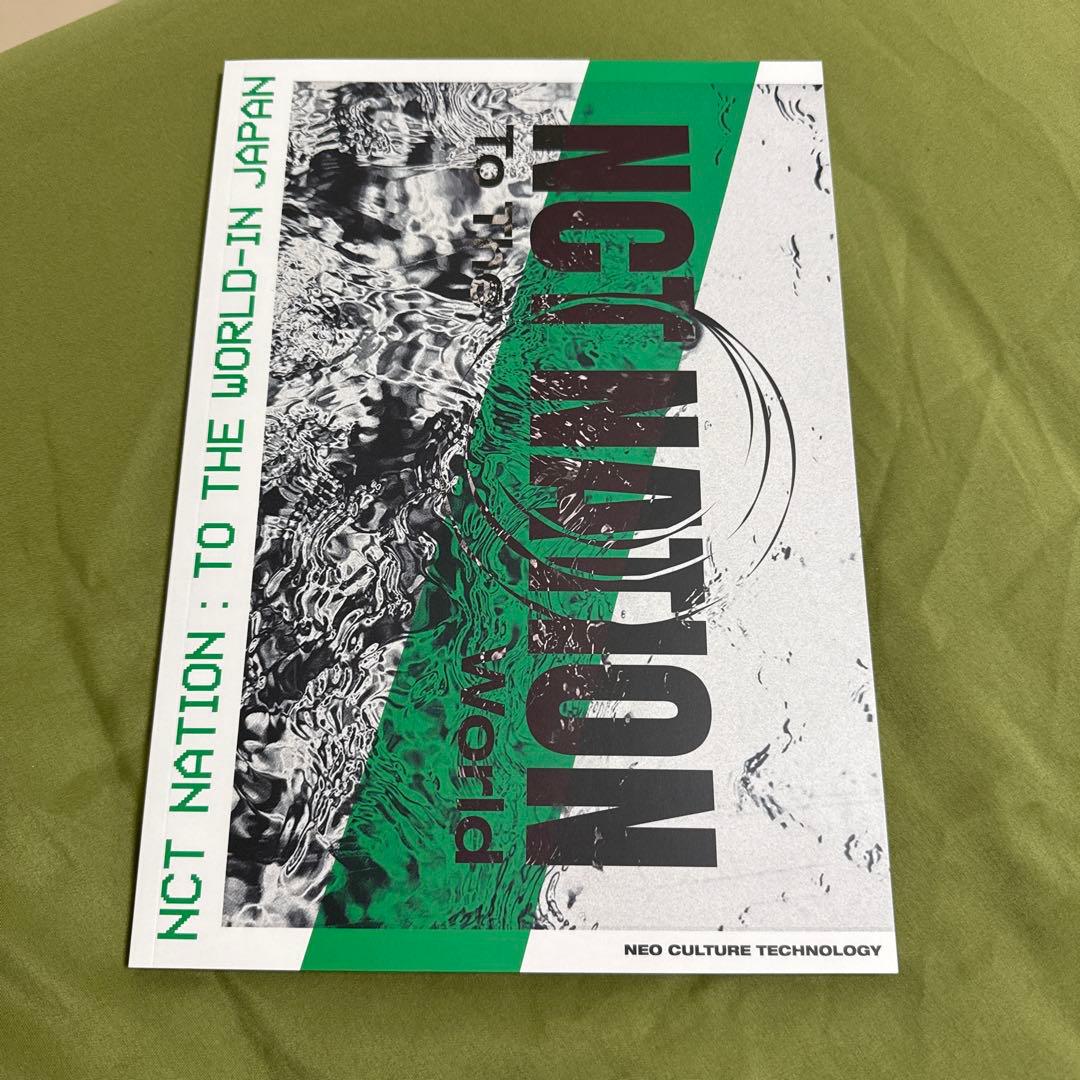 NCT NATION : TO THE WORLD-IN JAPAN
NCT NATION
To The World
NEO CULTURE TECHNOLOGY